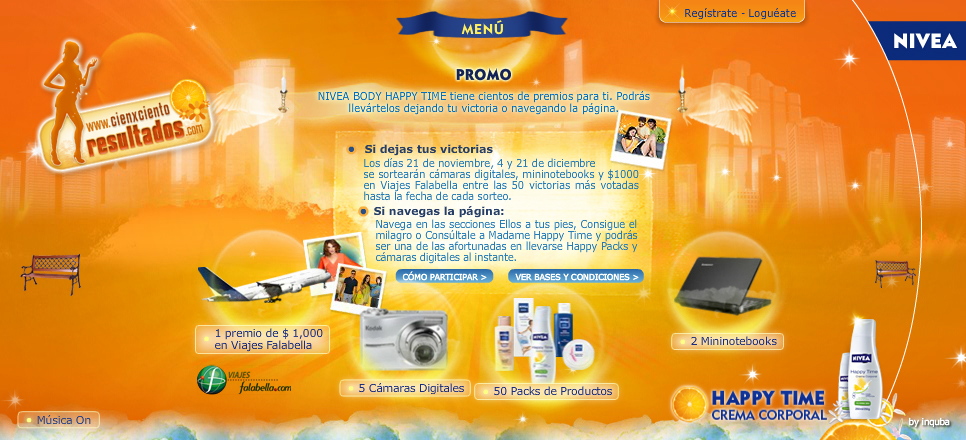 Regístrate - Loguéate
MENÚ
NIVEA
PROMO
NIVEA BODY HAPPY TIME tiene cientos de premios para ti. Podrás
llevártelos dejando tu victoria o navegando la página.
www.cienxciento
resultados.com
Si dejas tus victorias
Los días 21 de noviembre, 4 y 21 de diciembre
se sortearán cámaras digitales, mininotebooks y $1000
en Viajes Falabella entre las 50 victorias más votadas
hasta la fecha de cada sorteo.
Si navegas la página:
Navega en las secciones Ellos a tus pies, Consigue el
milagro o Consúltale a Madame Happy Time y podrás
ser una de las afortunadas en llevarse Happy Packs y
cámaras digitales al instante.
CÓMO PARTICIPAR >
VER BASES Y CONDICIONES >
1 premio de $ 1,000
en Viajes Falabella
VIAJES
falabella.com
Kodak
5 Cámaras Digitales
NIVEA
50 Packs de Productos
2 Mininotebooks
NIVEA
Happy Time
HAPPY TIME
CREMA CORPORAL
Música On
by Inquba